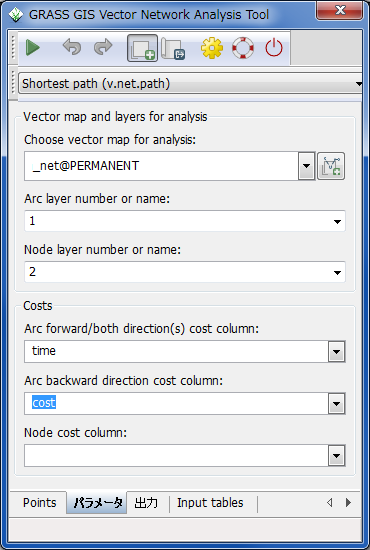 GRASS GIS Vector Network Analysis Tool
Shortest path (v.net.path)
Vector map and layers for analysis
Choose vector map for analysis:
_net@PERMANENT
Arc layer number or name:
1
Node layer number or name:
2
Costs
Arc forward/both direction(s) cost column:
time
Arc backward direction cost column:
cost
Node cost column:
Points パラメータ 出力 Input tables